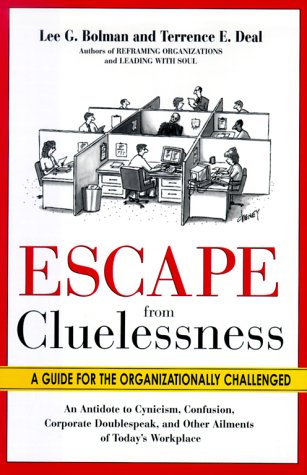 Lee G. Bolman and Terrence E. Deal
Authors of REFRAMING ORGANIZATIONS
and LEADING WITH SOUL
ESCAPE
from
Cluelessness
A GUIDE FOR THE ORGANIZATIONALLY CHALLENGED
An Antidote to Cynicism, Confusion,
Corporate Doublespeak, and Other Ailments
of Today's Workplace